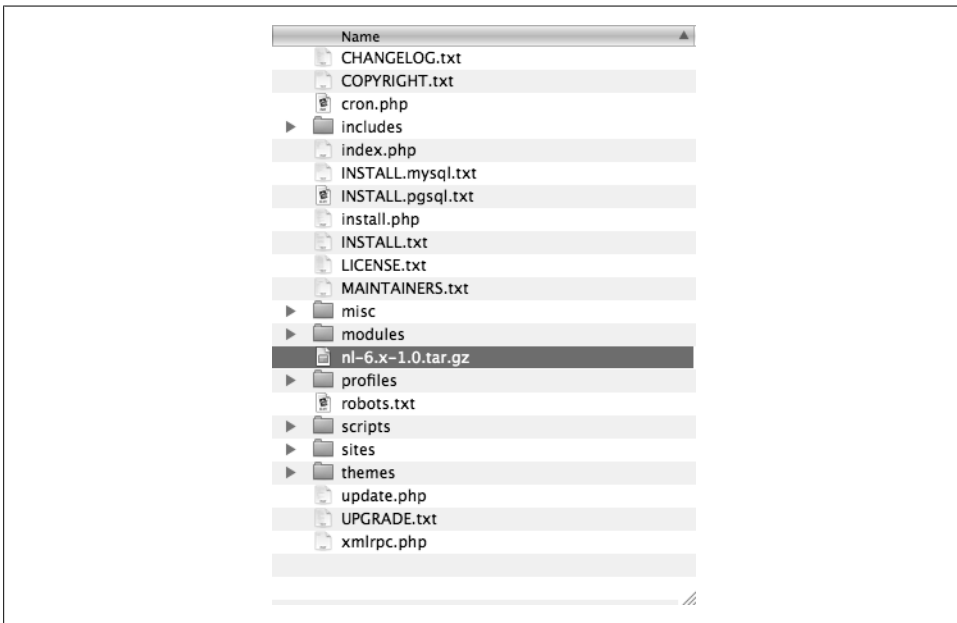 Name
CHANGELOG.txt
COPYRIGHT.txt
cron.php
includes
index.php
INSTALL.mysql.txt
INSTALL.pgsql.txt
install.php
INSTALL.txt
LICENSE.txt
MAINTAINERS.txt
misc
modules
nl-6.x-1.0.tar.gz
profiles
robots.txt
scripts
sites
themes
update.php
UPGRADE.txt
xmlrpc.php